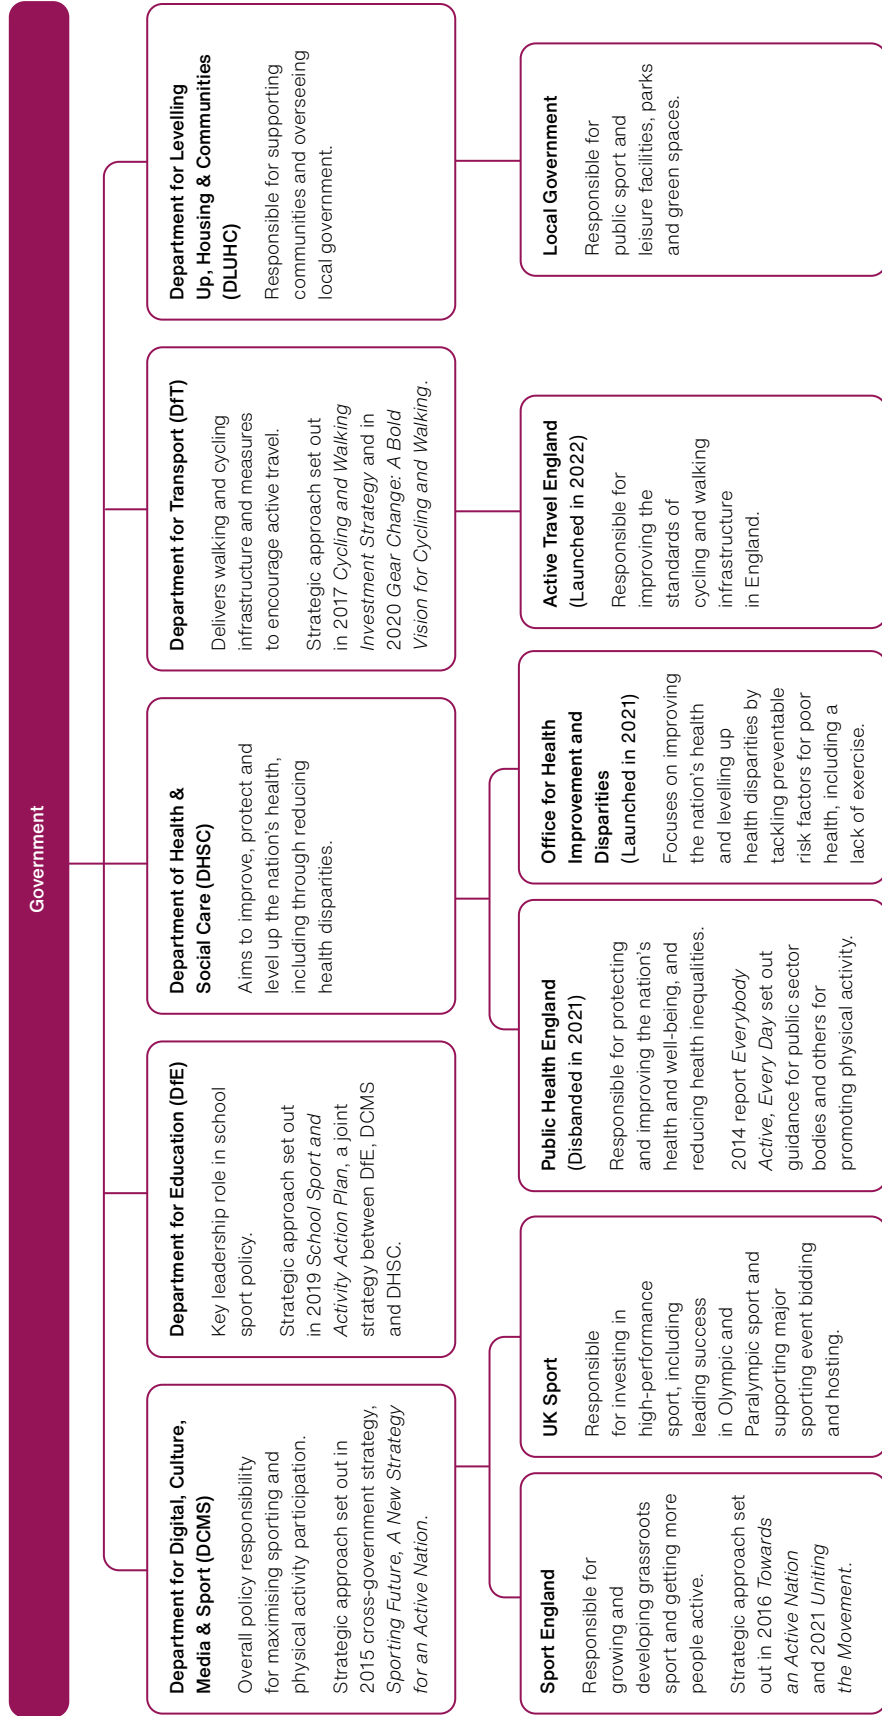 Government
Department for Digital, Culture,
Media & Sport (DCMS)
Overall policy responsibility
for maximising sporting and
physical activity participation.
Strategic approach set out in
2015 cross-government strategy,
Sporting Future, A New Strategy
for an Active Nation.
Department for Education (DfE)
Key leadership role in school
sport policy.
Strategic approach set out
in 2019 School Sport and
Activity Action Plan, a joint
strategy between DfE, DCMS
and DHSC.
Department of Health &
Social Care (DHSC)
Aims to improve, protect and
level up the nation’s health,
including through reducing
health disparities.
Department for Transport (DfT)
Delivers walking and cycling
infrastructure and measures
to encourage active travel.
Strategic approach set out
in 2017 Cycling and Walking
Investment Strategy and in
2020 Gear Change: A Bold
Vision for Cycling and Walking.
Department for Levelling
Up, Housing & Communities
(DLUHC)
Responsible for supporting
communities and overseeing
local government.
Sport England
Responsible for
growing and
developing grassroots
sport and getting more
people active.
Strategic approach set
out in 2016 Towards
an Active Nation
and 2021 Uniting
the Movement.
UK Sport
Responsible
for investing in
high-performance
sport, including
leading success
in Olympic and
Paralympic sport and
supporting major
sporting event bidding
and hosting.
Public Health England
(Disbanded in 2021)
Responsible for protecting
and improving the nation’s
health and well-being, and
reducing health inequalities.
2014 report Everybody
Active, Every Day set out
guidance for public sector
bodies and others for
promoting physical activity.
Office for Health
Improvement and
Disparities
(Launched in 2021)
Focuses on improving
the nation’s health
and levelling up
health disparities by
tackling preventable
risk factors for poor
health, including a
lack of exercise.
Active Travel England
(Launched in 2022)
Responsible for
improving the
standards of
cycling and walking
infrastructure
in England.
Local Government
Responsible for
public sport and
leisure facilities, parks
and green spaces.